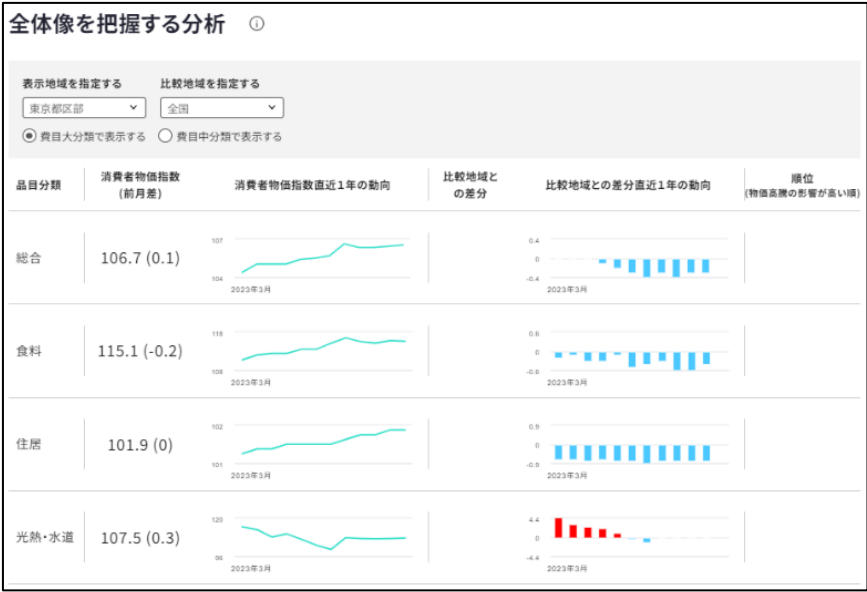 全体像を把握する分析
表示地域を指定する 比較地域を指定する
東京都区部 全国
費目大分類で表示する 費目中分類で表示する
品目分類 消費者物価指数 (前月差) 消費者物価指数直近1年の動向 比較地域と の差分 比較地域との差分直近1年の動向 順位 (物価高騰の影響が高い順)
総合 106.7 (0.1)
107
104
2023年3月
0.4
0
-0.4
2023年3月
食料 115.1 (-0.2)
118
108
2023年3月
0.6
0
-0.6
2023年3月
住居 101.9 (0)
102
101
2023年3月
0.9
0
-0.9
2023年3月
光熱・水道 107.5 (0.3)
120
96
2023年3月
4.4
0
-4.4
2023年3月